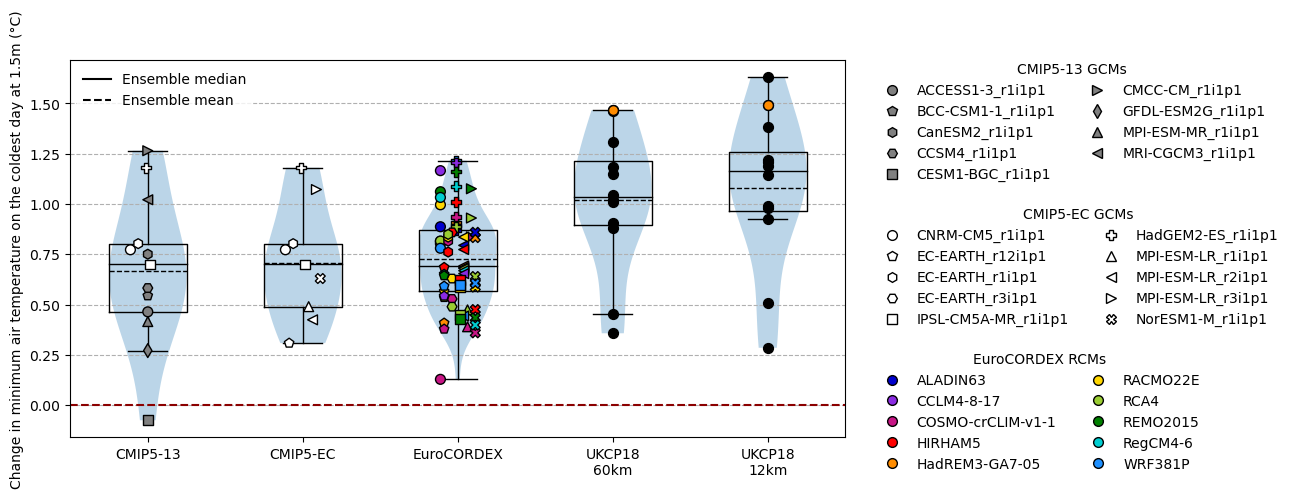 Change in minimum air temperature on the coldest day at 1.5m (°C)
1.50
1.25
1.00
0.75
0.50
0.25
0.00
Ensemble median
Ensemble mean
CMIP5-13
CMIP5-EC
EuroCORDEX
UKCP18
60km
UKCP18
12km
CMIP5-13 GCMs
ACCESS1-3_r1i1p1
BCC-CSM1-1_r1i1p1
CanESM2_r1i1p1
CCSM4_r1i1p1
CESM1-BGC_r1i1p1
CMCC-CM_r1i1p1
GFDL-ESM2G_r1i1p1
MPI-ESM-MR_r1i1p1
MRI-CGCM3_r1i1p1
CMIP5-EC GCMs
CNRM-CM5_r1i1p1
EC-EARTH_r12i1p1
EC-EARTH_r1i1p1
EC-EARTH_r3i1p1
IPSL-CM5A-MR_r1i1p1
HadGEM2-ES_r1i1p1
MPI-ESM-LR_r1i1p1
MPI-ESM-LR_r2i1p1
MPI-ESM-LR_r3i1p1
NorESM1-M_r1i1p1
EuroCORDEX RCMs
ALADIN63
CCLM4-8-17
COSMO-crCLIM-v1-1
HIRHAM5
HadREM3-GA7-05
RACMO22E
RCA4
REMO2015
RegCM4-6
WRF381P